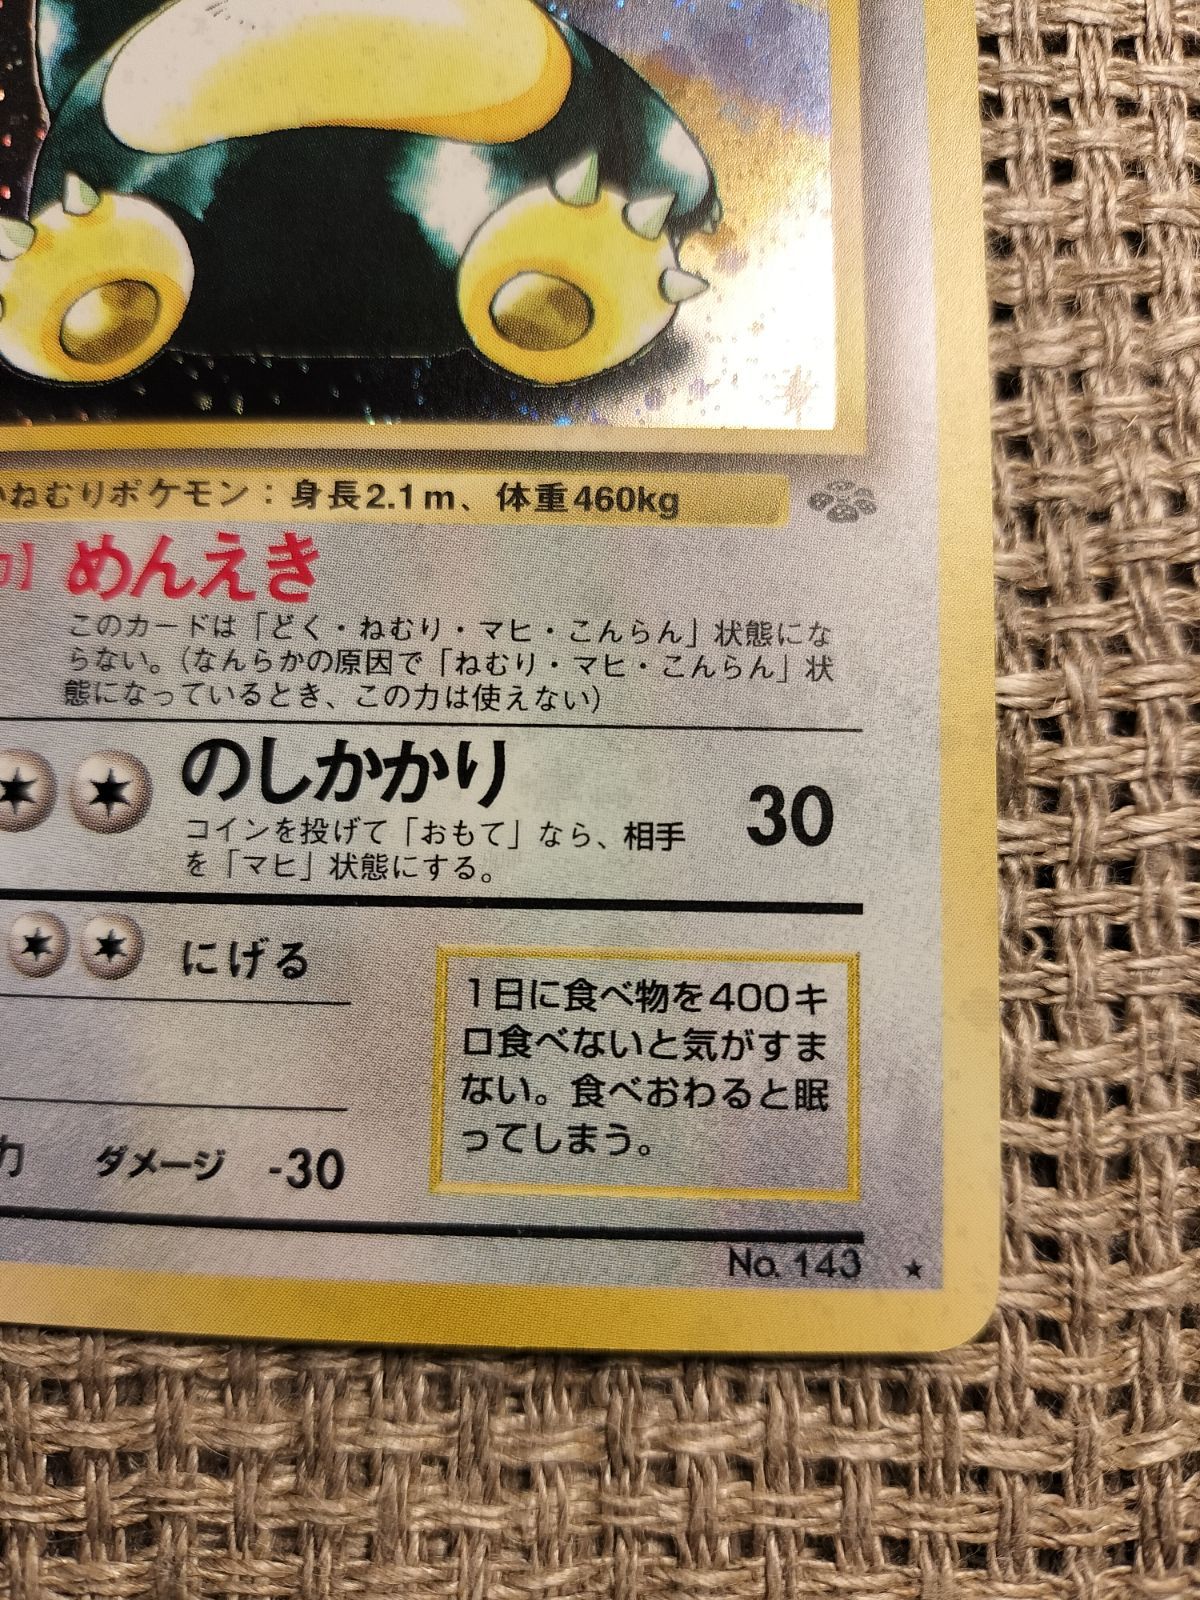 いねむりポケモン：身長2.1m、体重460kg
力】めんえき
このカードは「どく・ねむり・マヒ・こんらん」状態にな
らない。（なんらかの原因で「ねむり・マヒ・こんらん」状
態になっているとき、この力は使えない）
のしかかり 30
コインを投げて「おもて」なら、相手
を「マヒ」状態にする。
にげる
1日に食べ物を400キ
ロ食べないと気がすま
ない。食べおわると眠
ってしまう。
力 ダメージ -30
No. 143 ★